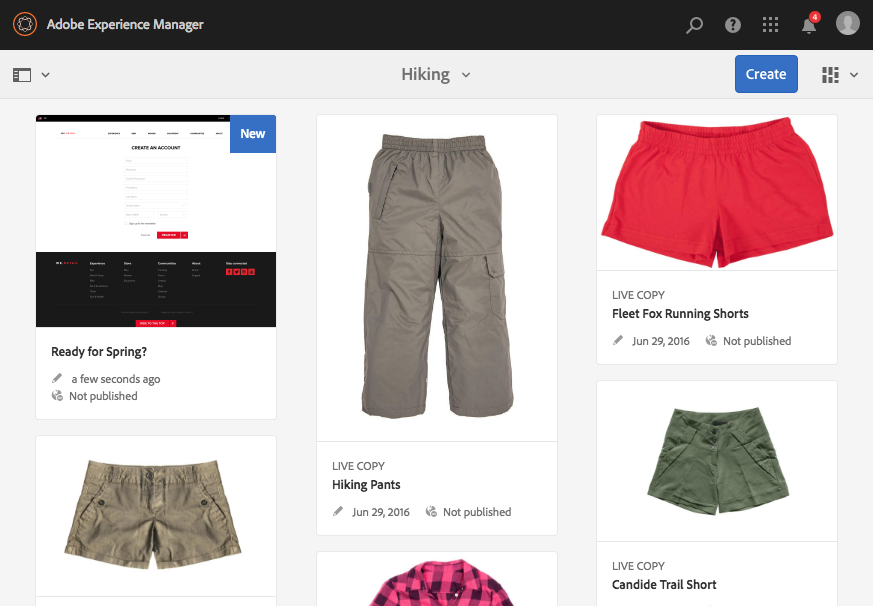 Adobe Experience Manager
4
Hiking
Create
New
CREATE AN ACCOUNT
Ready for Spring?
a few seconds ago
Not published
LIVE COPY
Hiking Pants
Jun 29, 2016 Not published
LIVE COPY
Fleet Fox Running Shorts
Jun 29, 2016 Not published
LIVE COPY
Candide Trail Short